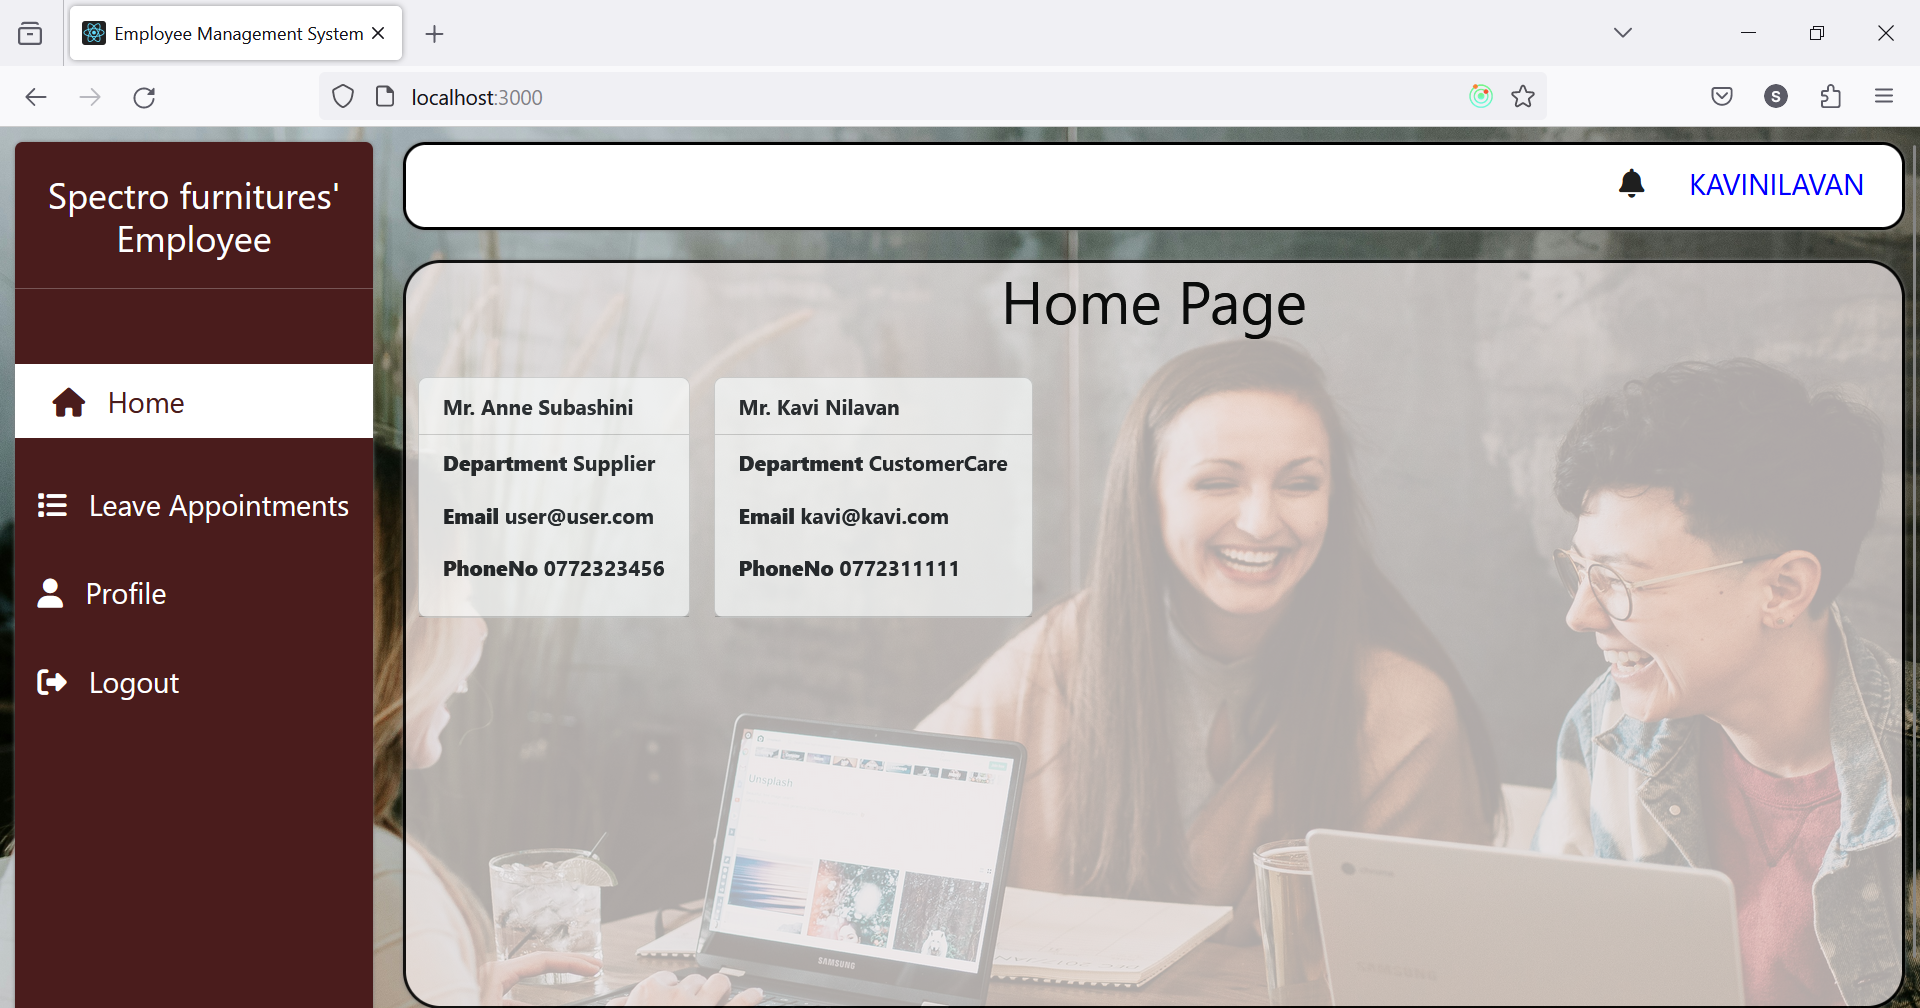 Employee Management System
localhost:3000
S
Spectro furnitures'
Employee
KAVINILAVAN
Home
Leave Appointments
Profile
Logout
Home Page
Mr. Anne Subashini
Department Supplier
Email user@user.com
PhoneNo 0772323456
Mr. Kavi Nilavan
Department CustomerCare
Email kavi@kavi.com
PhoneNo 0772311111
Unsplash
SAMSUNG